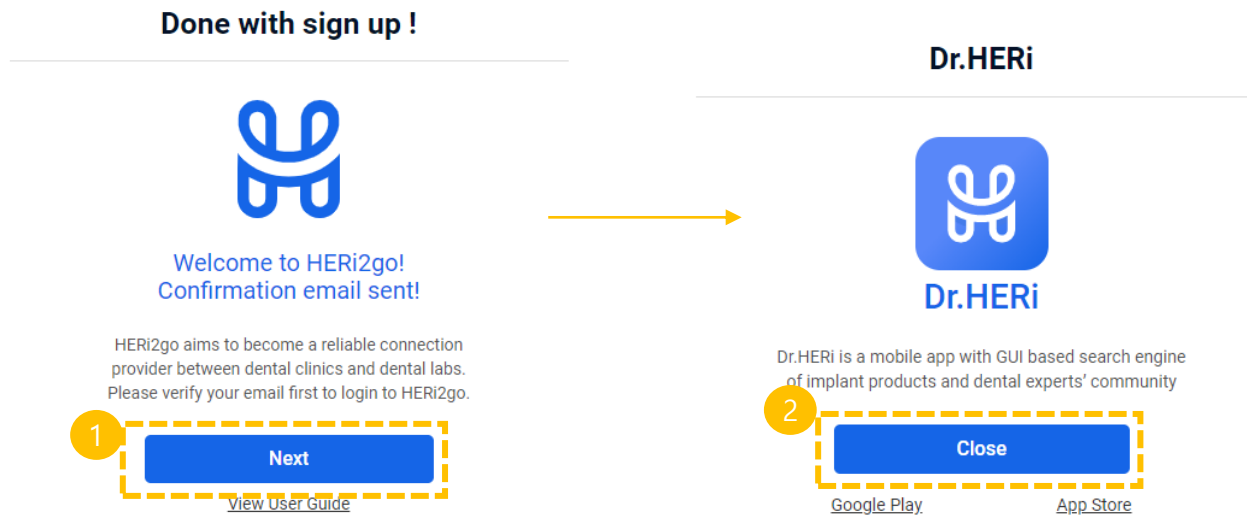 Done with sign up !
Welcome to HERi2go!
Confirmation email sent!
HERi2go aims to become a reliable connection
provider between dental clinics and dental labs.
Please verify your email first to login to HERi2go.
1
Next
View User Guide
Dr.HERi
Dr.HERi
Dr.HERi is a mobile app with GUI based search engine
of implant products and dental experts’ community
2
Close
Google Play
App Store